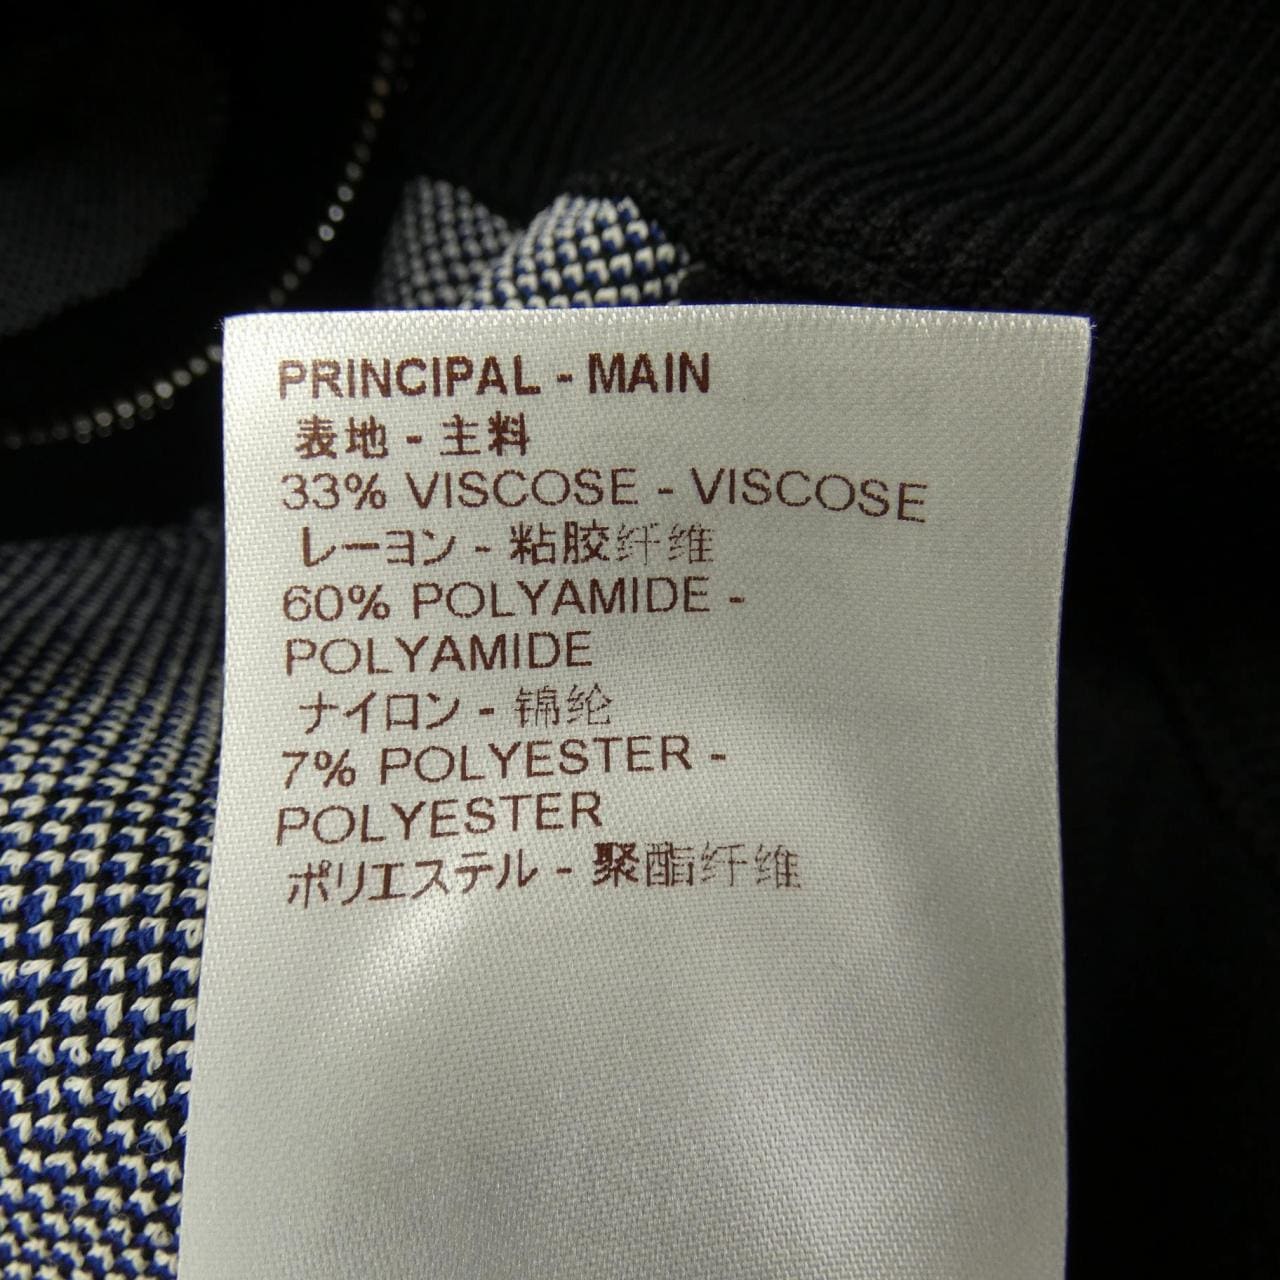 PRINCIPAL - MAIN
表地 - 主料
33% VISCOSE - VISCOSE
レーヨン - 粘胶纤维
60% POLYAMIDE -
POLYAMIDE
ナイロン - 锦纶
7% POLYESTER -
POLYESTER
ポリエステル - 聚酯纤维